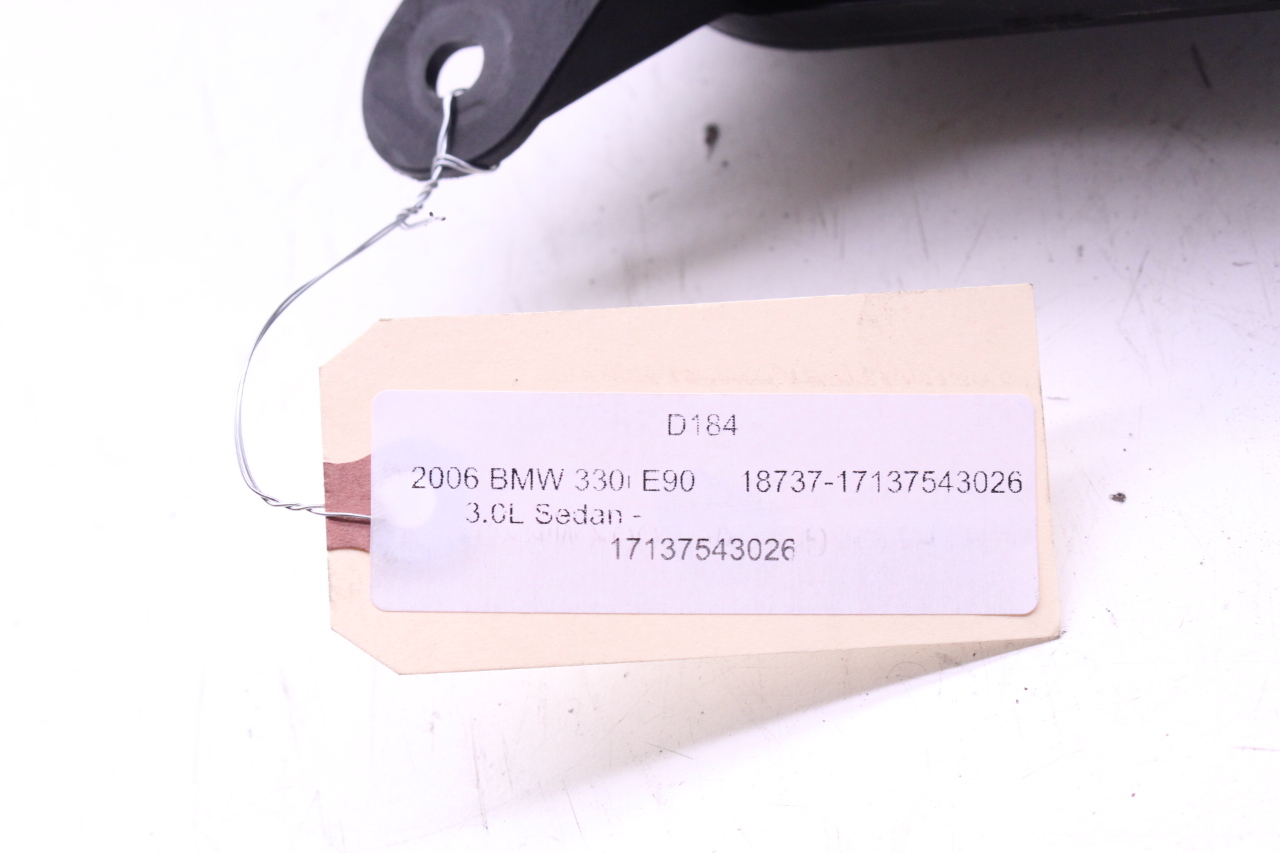 D184
2006 BMW 330i E90 18737-17137543026
3.0L Sedan -
17137543026